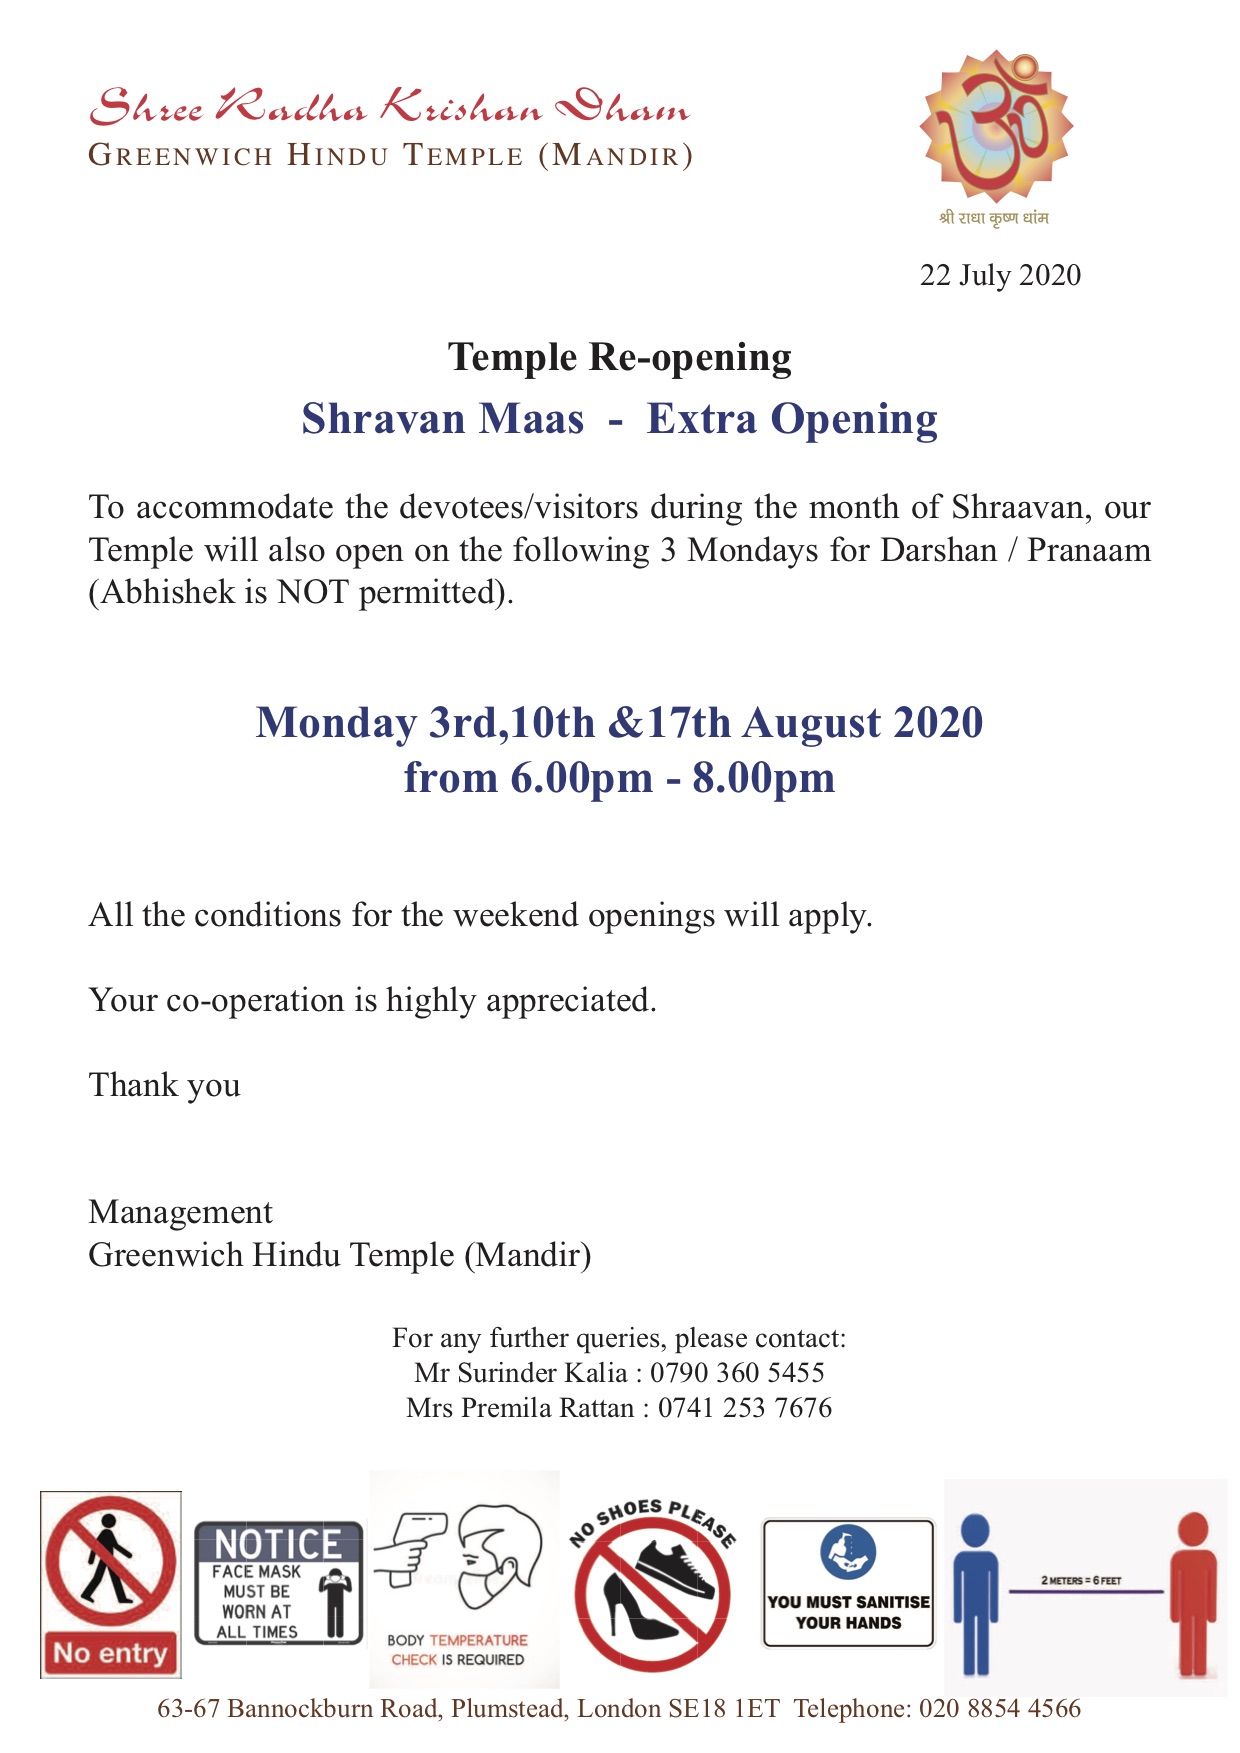 Shree Radha Krishan Dham
GREENWICH HINDU TEMPLE (MANDIR)
श्री राधा कृष्ण धांम
22 July 2020
Temple Re-opening
Shravan Maas - Extra Opening
To accommodate the devotees/visitors during the month of Shraavan, our
Temple will also open on the following 3 Mondays for Darshan / Pranaam
(Abhishek is NOT permitted).
Monday 3rd,10th &17th August 2020
from 6.00pm - 8.00pm
All the conditions for the weekend openings will apply.
Your co-operation is highly appreciated.
Thank you
Management
Greenwich Hindu Temple (Mandir)
For any further queries, please contact:
Mr Surinder Kalia : 0790 360 5455
Mrs Premila Rattan : 0741 253 7676
No entry
NOTICE
FACE MASK
MUST BE
WORN AT
ALL TIMES
BODY TEMPERATURE
CHECK IS REQUIRED
NO SHOES PLEASE
YOU MUST SANITISE
YOUR HANDS
2 METERS = 6 FEET
63-67 Bannockburn Road, Plumstead, London SE18 1ET Telephone: 020 8854 4566